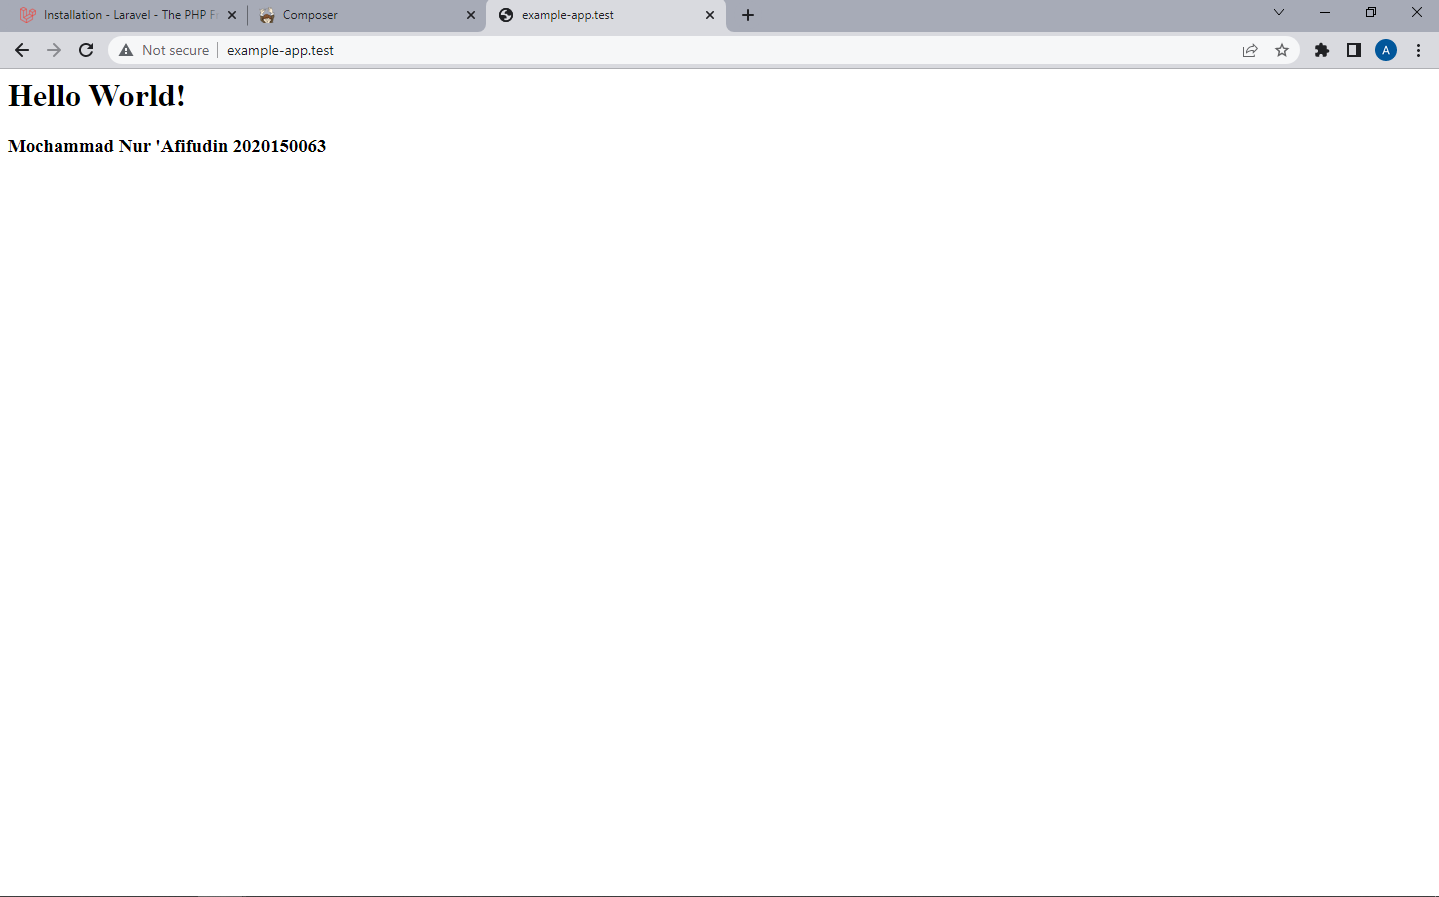 Installation - Laravel - The PHP
Composer
example-app.test
Not secure
example-app.test
A
Hello World!
Mochammad Nur 'Afifudin 2020150063